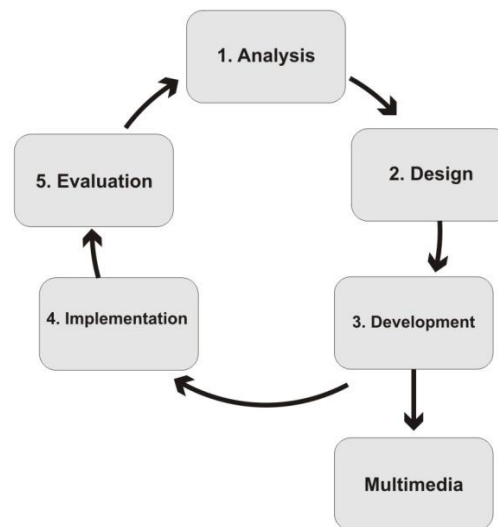 1. Analysis
2. Design
3. Development
4. Implementation
5. Evaluation
Multimedia